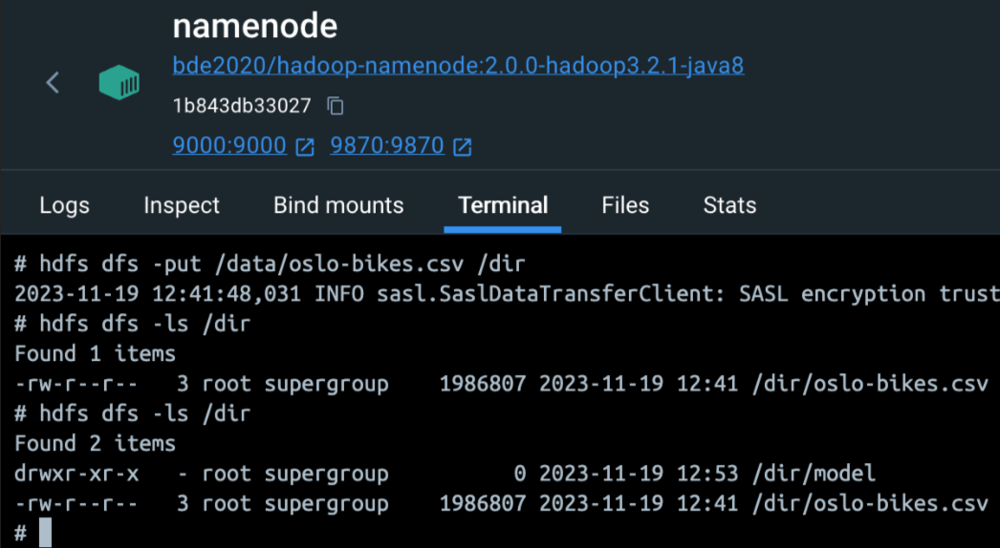 namenode
bde2020/hadoop-namenode:2.0.0-hadoop3.2.1-java8
1b843db33027
9000:9000 9870:9870
Logs Inspect Bind mounts Terminal Files Stats
# hdfs dfs -put /data/oslo-bikes.csv /dir
2023-11-19 12:41:48,031 INFO sasl.SaslDataTransferClient: SASL encryption trust
# hdfs dfs -ls /dir
Found 1 items
-rw-r--r--   3 root supergroup    1986807 2023-11-19 12:41 /dir/oslo-bikes.csv
# hdfs dfs -ls /dir
Found 2 items
drwxr-xr-x   - root supergroup          0 2023-11-19 12:53 /dir/model
-rw-r--r--   3 root supergroup    1986807 2023-11-19 12:41 /dir/oslo-bikes.csv
#